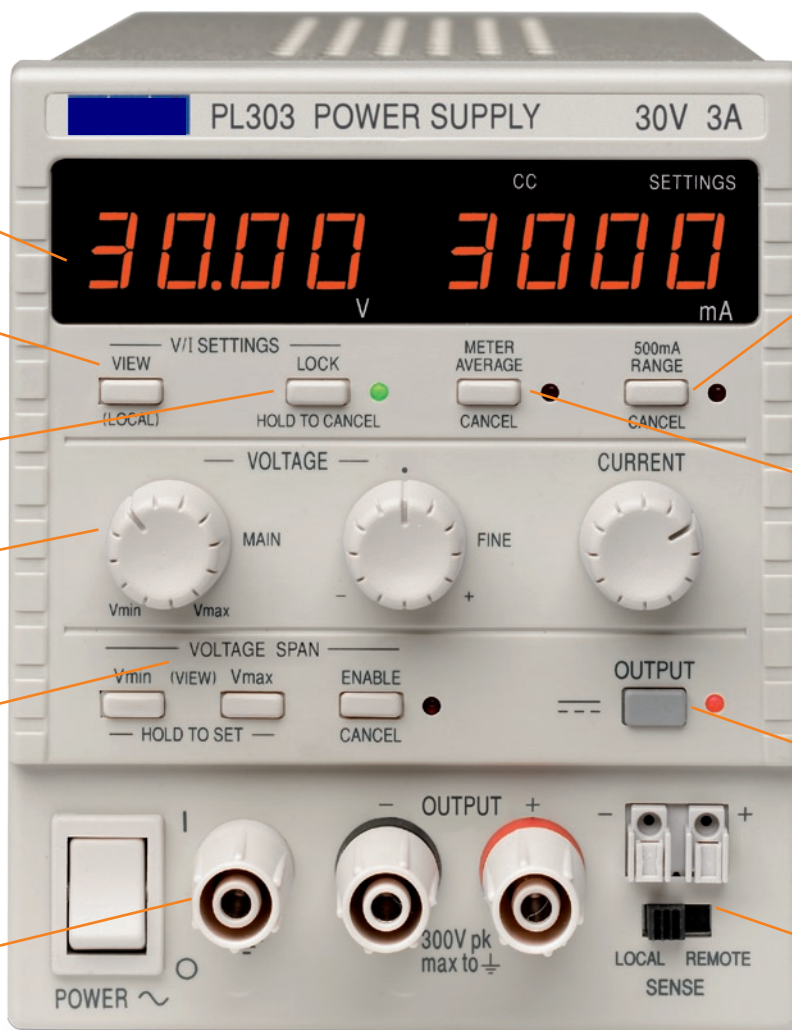 PL303 POWER SUPPLY 30V 3A
CC SETTINGS
30.00 3000
V mA
V/I SETTINGS
VIEW LOCK
(LOCAL) HOLD TO CANCEL
METER
AVERAGE
CANCEL
500mA
RANGE
CANCEL
VOLTAGE CURRENT
MAIN FINE
Vmin Vmax - +
VOLTAGE SPAN
Vmin (VIEW) Vmax ENABLE
HOLD TO SET CANCEL
OUTPUT
I
- OUTPUT +
- +
300V pk
max to
O
POWER
LOCAL REMOTE
SENSE